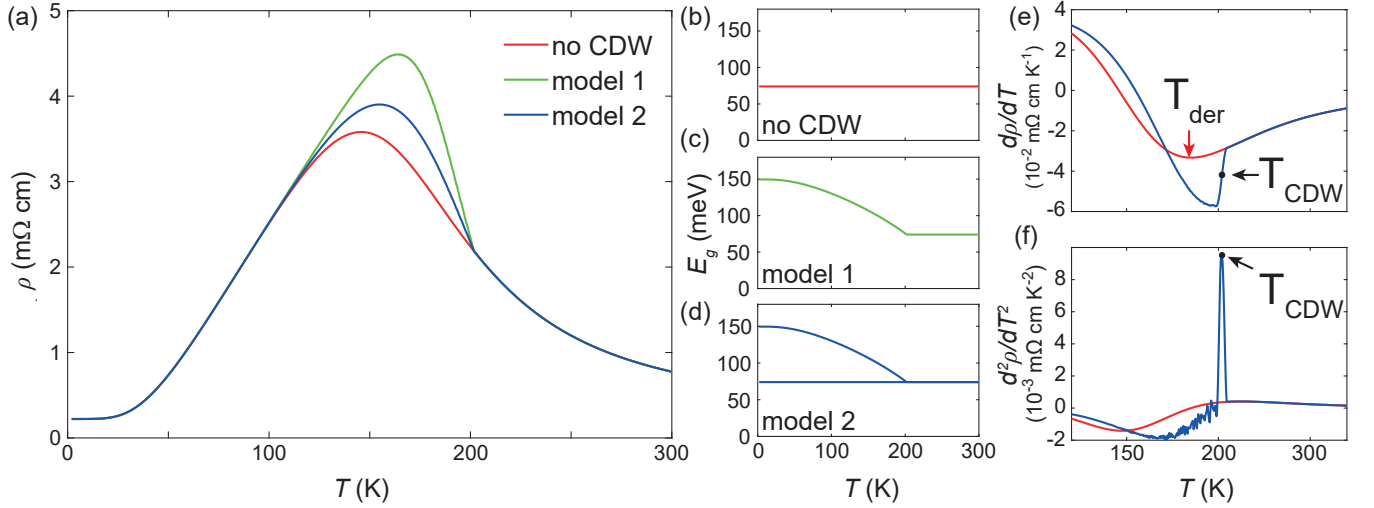 (a)
ρ (mΩ cm)
5
4
3
2
1
0
no CDW
model 1
model 2
0
100
200
300
T (K)
(b)
150
100
50
0
no CDW
(c)
150
100
50
0
model 1
E_g (meV)
(d)
150
100
50
0
model 2
0
100
200
300
T (K)
(e)
dρ/dT
(10⁻² mΩ cm K⁻¹)
4
2
0
-2
-4
-6
T_der
T_CDW
(f)
d²ρ/dT²
(10⁻³ mΩ cm K⁻²)
8
6
4
2
0
-2
T_CDW
150
200
300
T (K)